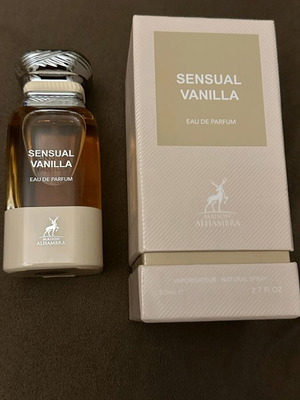 SENSUAL
VANILLA
EAU DE PARFUM
MAISON
ALHAMBRA
SENSUAL
VANILLA
EAU DE PARFUM
MAISON
ALHAMBRA
VAPORISATEUR - NATURAL SPRAY
2.7 FL.OZ